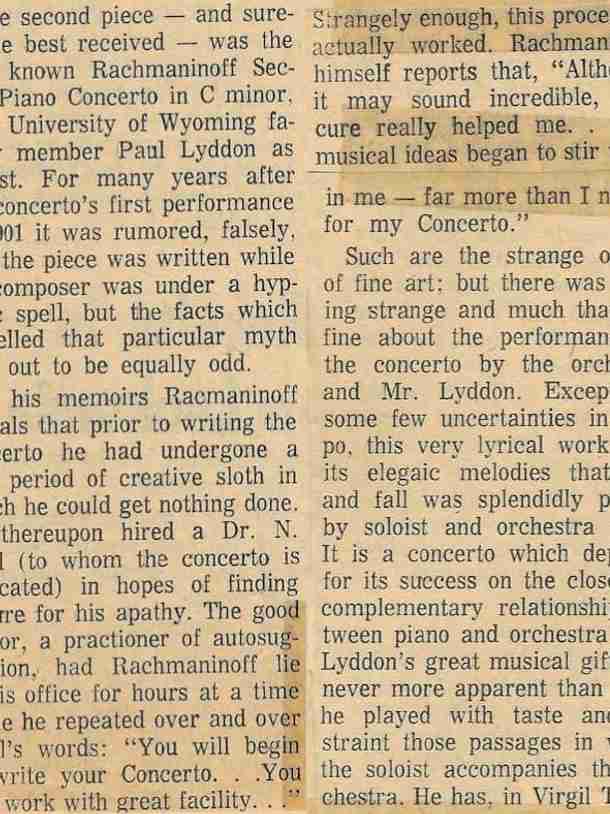 e second piece — and sure-
e best received — was the
known Rachmaninoff Sec-
Piano Concerto in C minor,
University of Wyoming fa-
member Paul Lyddon as
st. For many years after
concerto's first performance
901 it was rumored, falsely,
the piece was written while
composer was under a hyp-
c spell, but the facts which
elled that particular myth
out to be equally odd.
his memoirs Racmaninoff
als that prior to writing the
erto he had undergone a
period of creative sloth in
ch he could get nothing done.
thereupon hired a Dr. N.
l (to whom the concerto is
cated) in hopes of finding
rre for his apathy. The good
or, a practioner of autosug-
ion, had Rachmaninoff lie
is office for hours at a time
e he repeated over and over
l's words: "You will begin
write your Concerto. . .You
work with great facility. . ."
Strangely enough, this proce
actually worked. Rachman
himself reports that, "Alth
it may sound incredible,
cure really helped me. .
musical ideas began to stir
in me — far more than I n
for my Concerto."
Such are the strange o
of fine art; but there was
ing strange and much tha
fine about the performan
the concerto by the orch
and Mr. Lyddon. Excep
some few uncertainties in
po, this very lyrical work
its elegaic melodies that
and fall was splendidly p
by soloist and orchestra
It is a concerto which dep
for its success on the close
complementary relationshi
tween piano and orchestra
Lyddon's great musical gif
never more apparent than
he played with taste and
straint those passages in
the soloist accompanies th
chestra. He has, in Virgil T